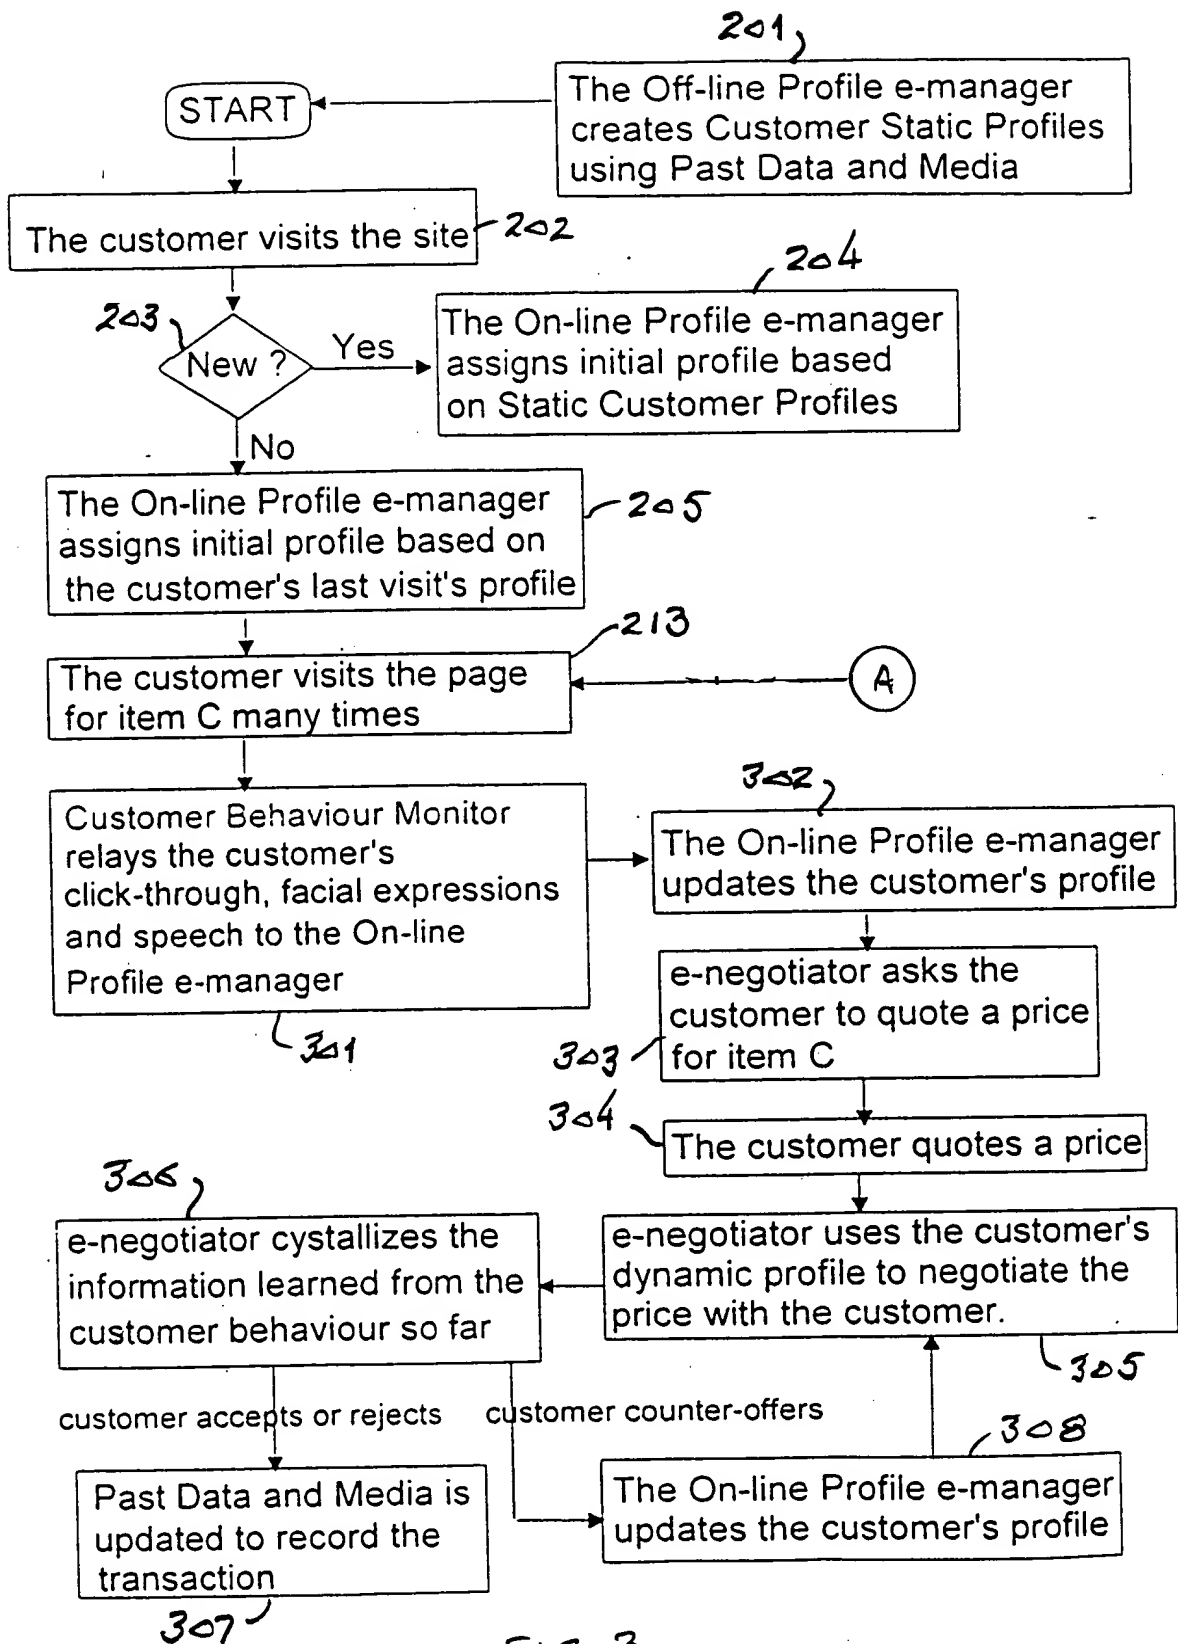 201
START
The Off-line Profile e-manager
creates Customer Static Profiles
using Past Data and Media
The customer visits the site
202
203
New ?
Yes
204
The On-line Profile e-manager
assigns initial profile based
on Static Customer Profiles
No
The On-line Profile e-manager
assigns initial profile based on
the customer's last visit's profile
205
213
The customer visits the page
for item C many times
A
Customer Behaviour Monitor
relays the customer's
click-through, facial expressions
and speech to the On-line
Profile e-manager
301
302
The On-line Profile e-manager
updates the customer's profile
e-negotiator asks the
customer to quote a price
for item C
303
304
The customer quotes a price
306
e-negotiator cystallizes the
information learned from the
customer behaviour so far
e-negotiator uses the customer's
dynamic profile to negotiate the
price with the customer.
305
customer accepts or rejects
customer counter-offers
308
Past Data and Media is
updated to record the
transaction
307
The On-line Profile e-manager
updates the customer's profile